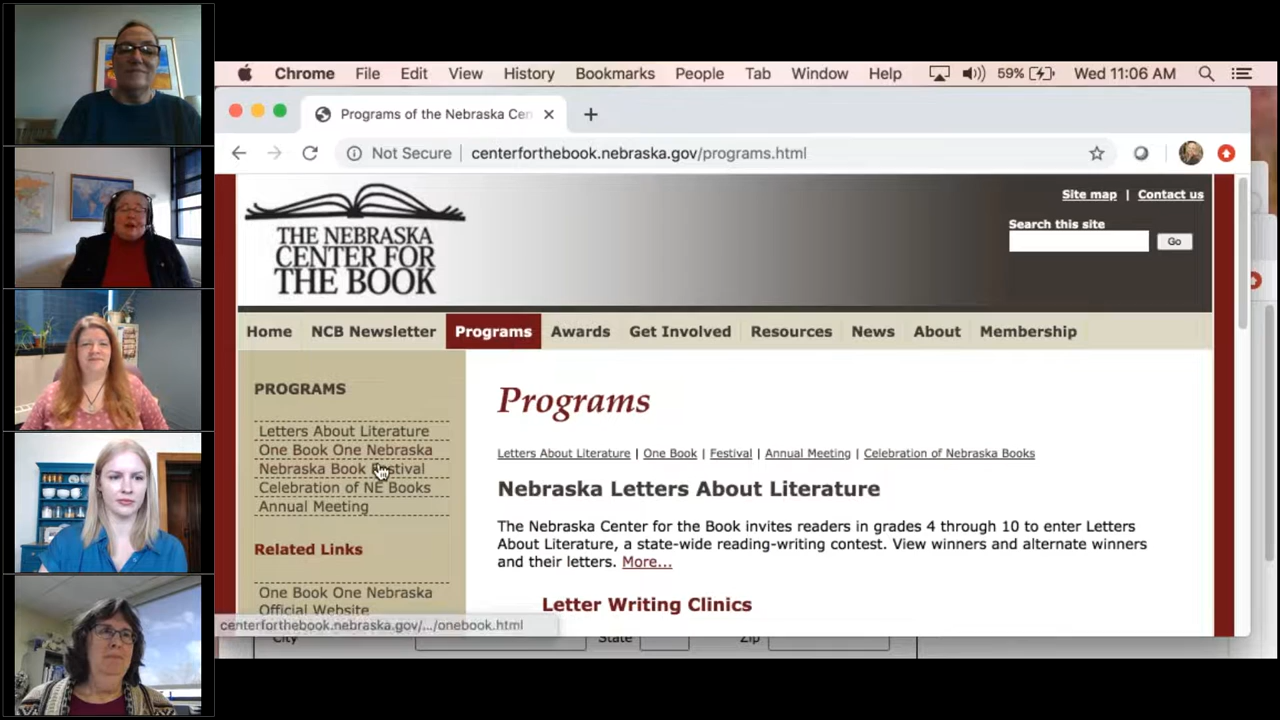 Chrome File Edit View History Bookmarks People Tab Window Help 59% Wed 11:06 AM
Programs of the Nebraska Cen
Not Secure centerforthebook.nebraska.gov/programs.html
Site map | Contact us
Search this site
Go
THE NEBRASKA
CENTER FOR
THE BOOK
Home NCB Newsletter Programs Awards Get Involved Resources News About Membership
PROGRAMS
Letters About Literature
One Book One Nebraska
Nebraska Book Festival
Celebration of NE Books
Annual Meeting
Related Links
One Book One Nebraska
Official Website
Programs
Letters About Literature | One Book | Festival | Annual Meeting | Celebration of Nebraska Books
Nebraska Letters About Literature
The Nebraska Center for the Book invites readers in grades 4 through 10 to enter Letters
About Literature, a state-wide reading-writing contest. View winners and alternate winners
and their letters. More...
Letter Writing Clinics
centerforthebook.nebraska.gov/.../onebook.html
City State Zip